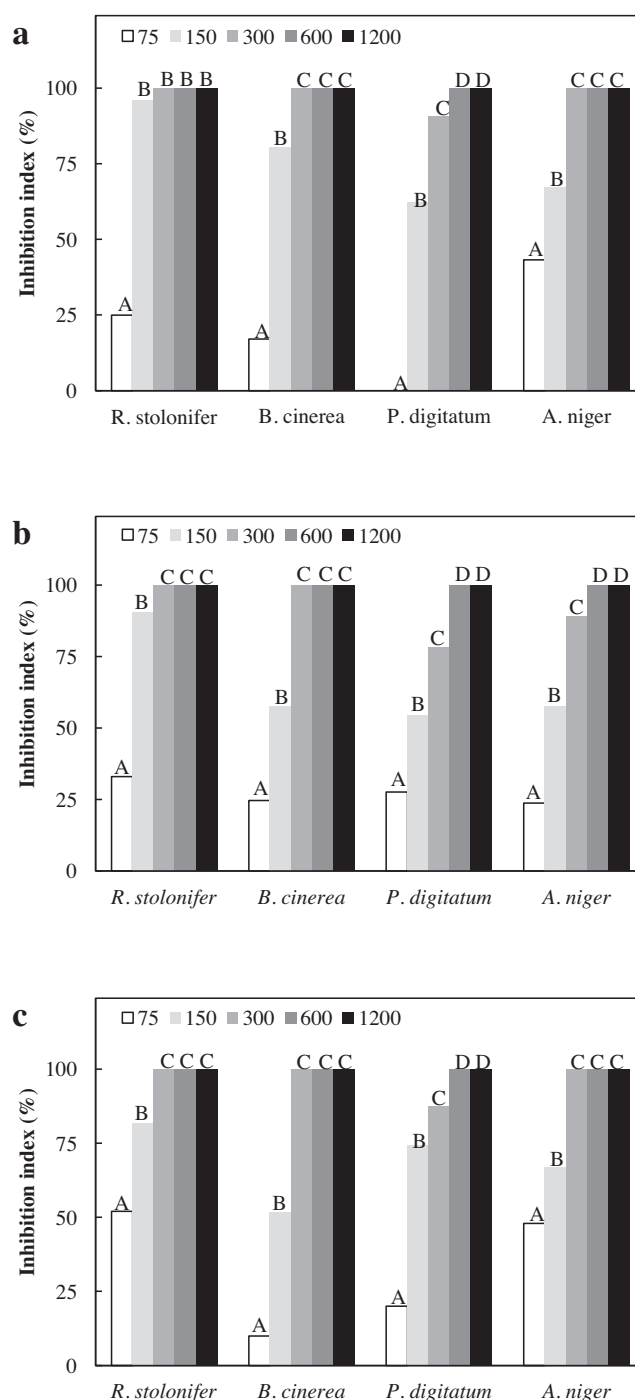 a
75 150 300 600 1200
Inhibition index (%)
100
75
50
25
0
A B B B B
A B C C C
A B C D D
A B C C C
R. stolonifer B. cinerea P. digitatum A. niger
b
75 150 300 600 1200
Inhibition index (%)
100
75
50
25
0
A B C C C
A B C C C
A B C D D
A B C D D
R. stolonifer B. cinerea P. digitatum A. niger
c
75 150 300 600 1200
Inhibition index (%)
100
75
50
25
0
A B C C C
A B C C C
A B C D D
A B C C C
R. stolonifer B. cinerea P. digitatum A. niger